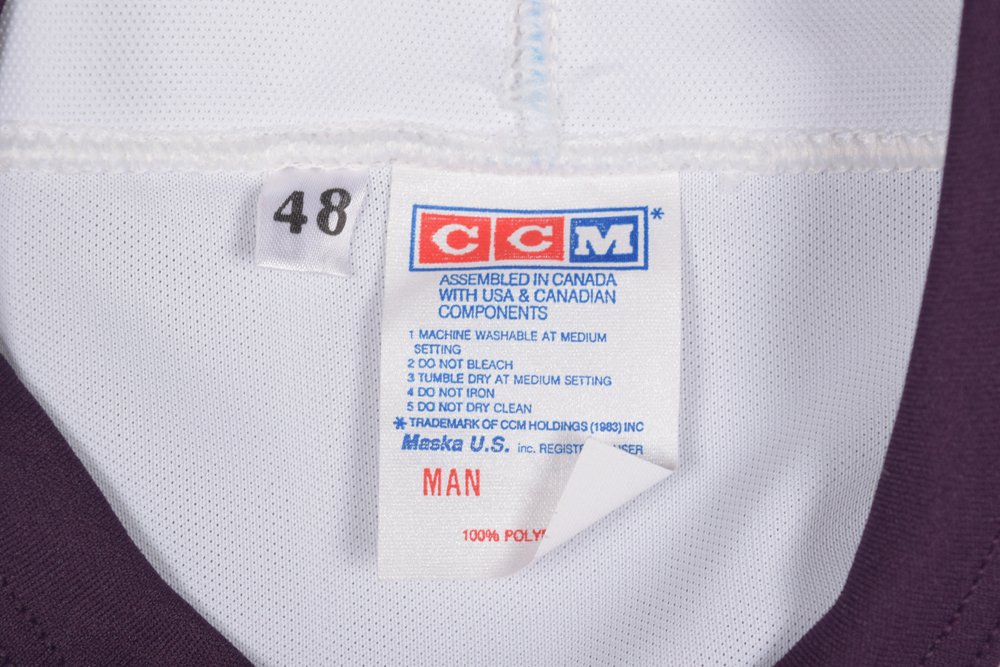 48
CCM*
ASSEMBLED IN CANADA
WITH USA & CANADIAN
COMPONENTS
1 MACHINE WASHABLE AT MEDIUM
SETTING
2 DO NOT BLEACH
3 TUMBLE DRY AT MEDIUM SETTING
4 DO NOT IRON
5 DO NOT DRY CLEAN
* TRADEMARK OF CCM HOLDINGS (1983) INC
Maska U.S. inc.
MAN
100%